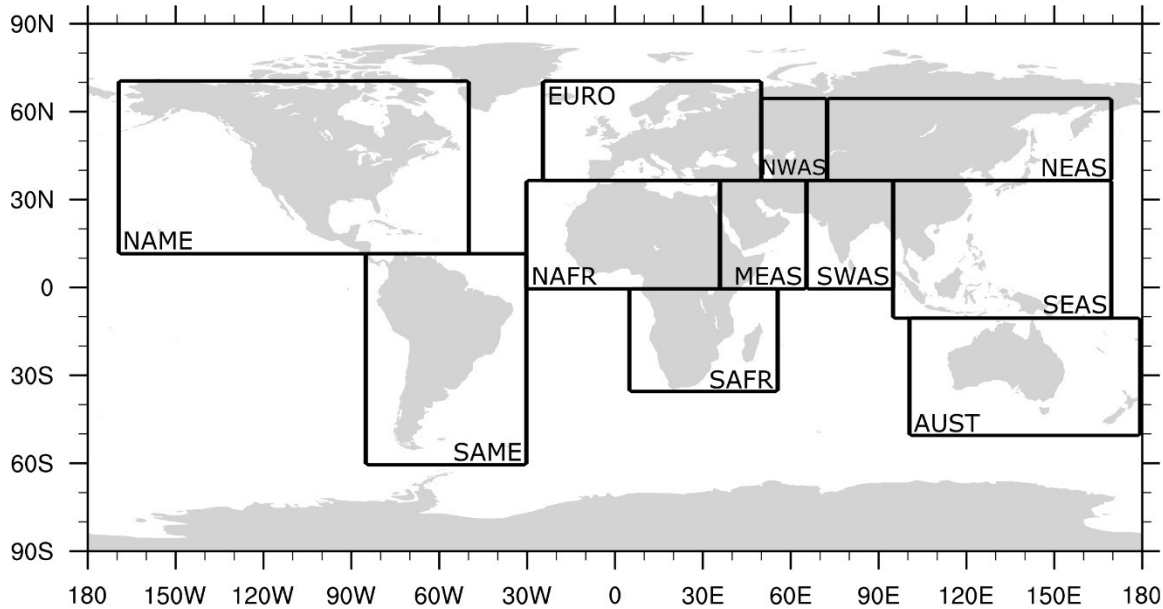 90N
60N
EURO
NWAS
NEAS
30N
NAME
0
NAFR
MEAS
SWAS
SEAS
30S
SAFR
AUST
60S
SAME
90S
180 150W 120W 90W 60W 30W 0 30E 60E 90E 120E 150E 180